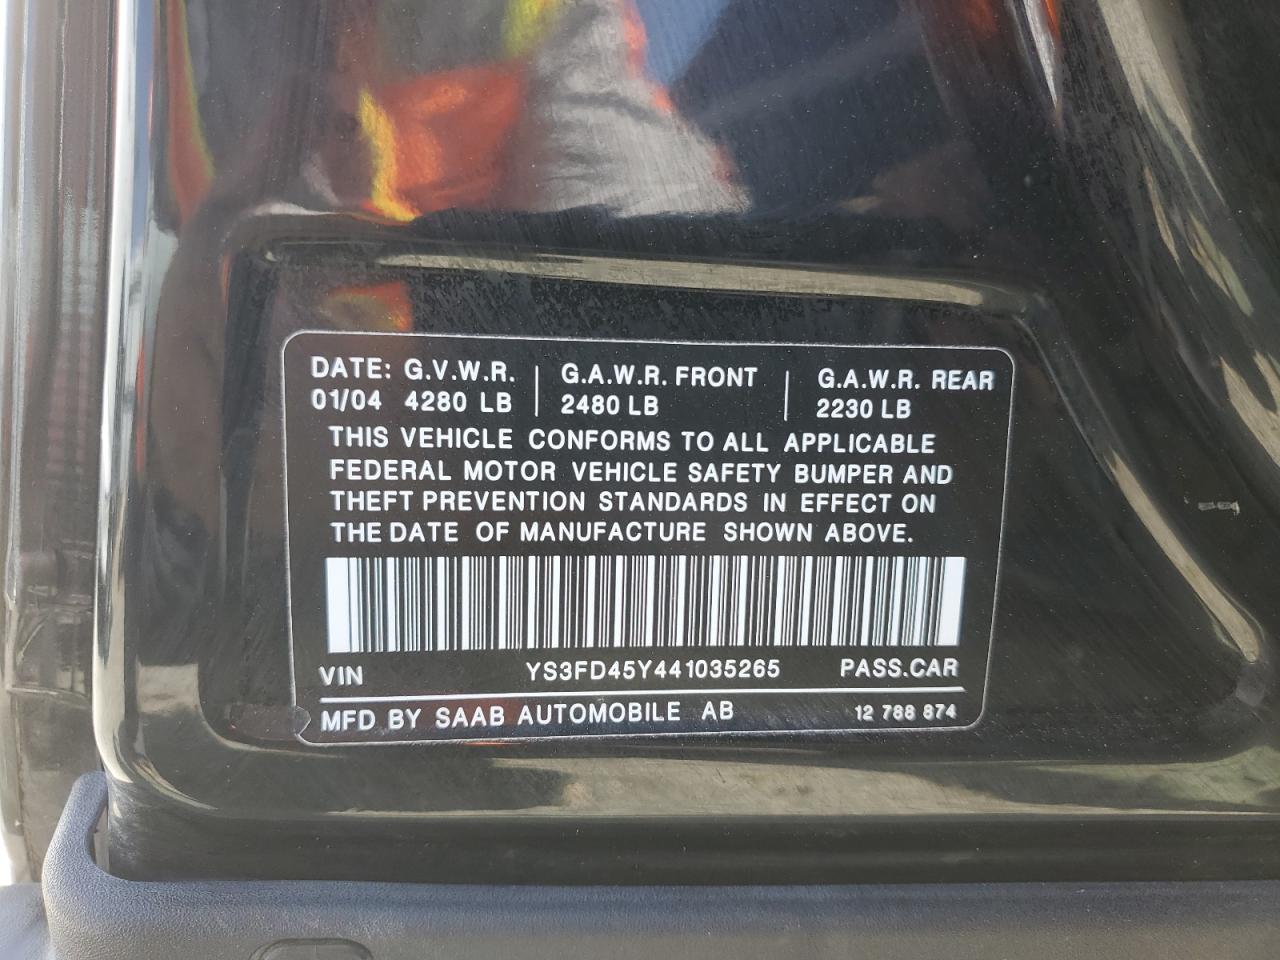 DATE: G.V.W.R. G.A.W.R. FRONT G.A.W.R. REAR
01/04 4280 LB 2480 LB 2230 LB
THIS VEHICLE CONFORMS TO ALL APPLICABLE
FEDERAL MOTOR VEHICLE SAFETY BUMPER AND
THEFT PREVENTION STANDARDS IN EFFECT ON
THE DATE OF MANUFACTURE SHOWN ABOVE.
VIN YS3FD45Y441035265 PASS.CAR
MFD BY SAAB AUTOMOBILE AB 12 788 874